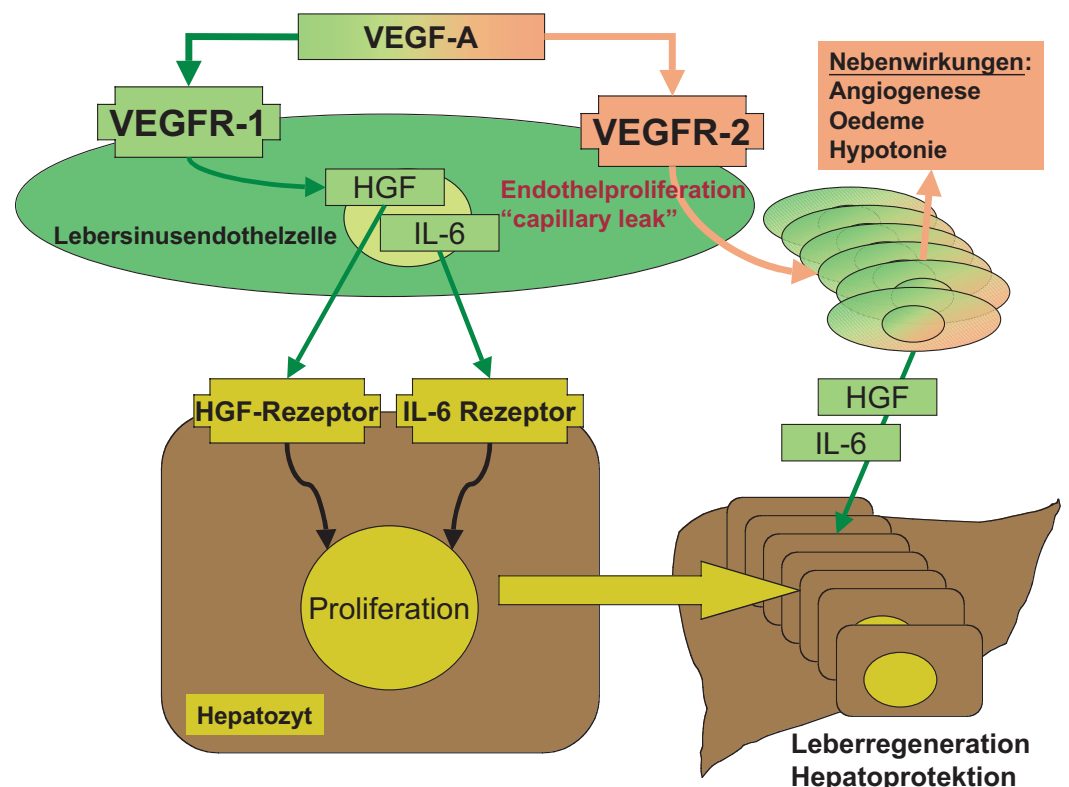 VEGF-A
Nebenwirkungen:
Angiogenese
Oedeme
Hypotonie
VEGFR-1
VEGFR-2
HGF
IL-6
Endothelproliferation
“capillary leak”
Lebersinusendothelzelle
HGF-Rezeptor
IL-6 Rezeptor
HGF
IL-6
Proliferation
Hepatozyt
Leberregeneration
Hepatoprotektion